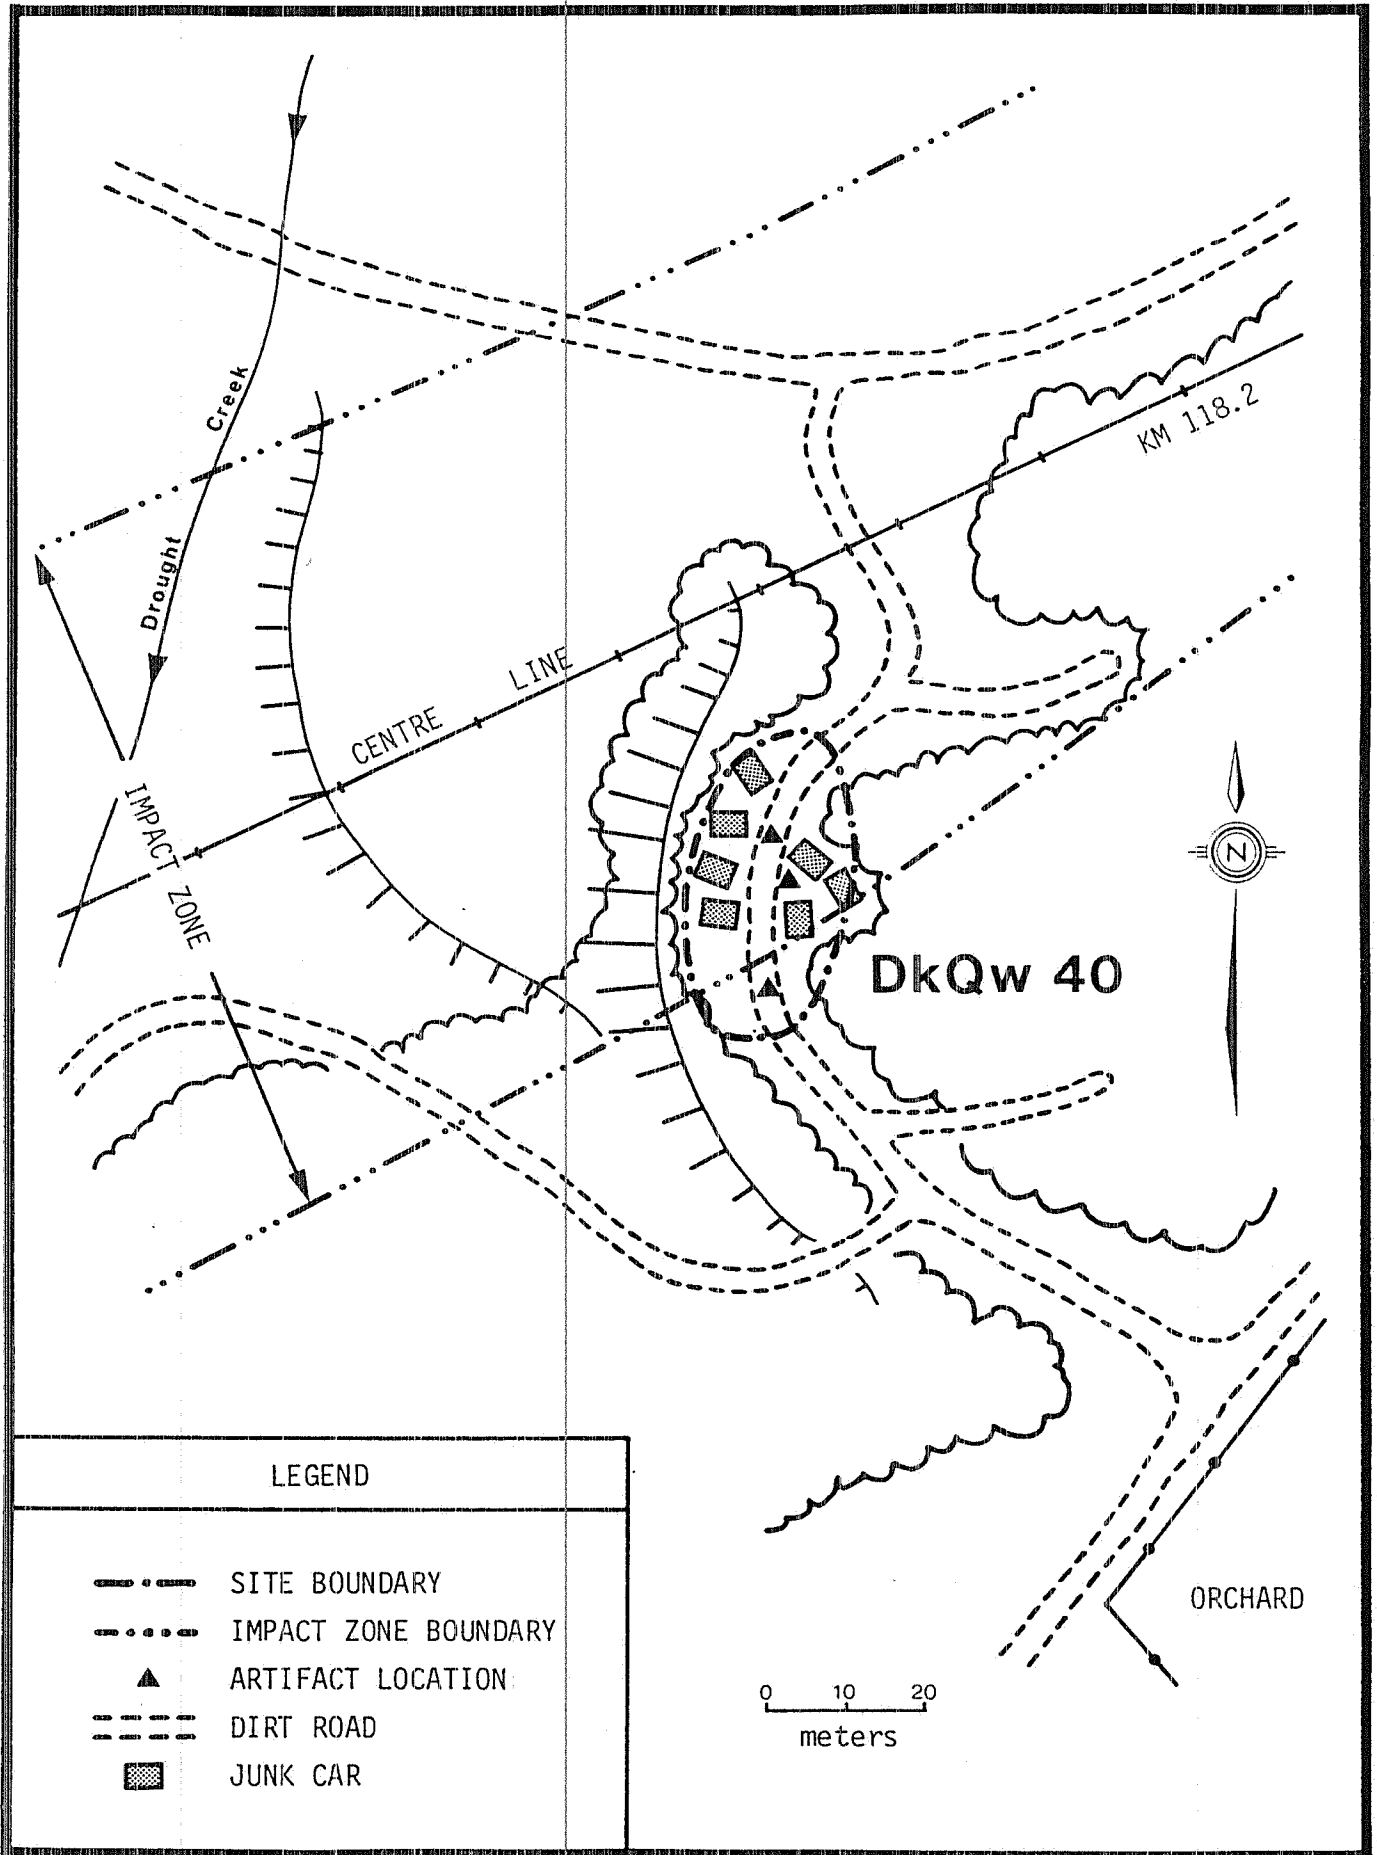 Creek
Drought
KM 118.2
CENTRE LINE
IMPACT ZONE
N
DkQw 40
LEGEND
SITE BOUNDARY
IMPACT ZONE BOUNDARY
ARTIFACT LOCATION
DIRT ROAD
JUNK CAR
0 10 20
meters
ORCHARD